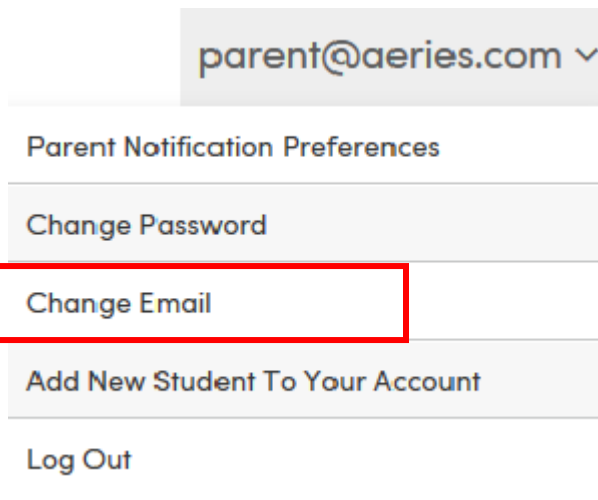 parent@aeries.com
Parent Notification Preferences
Change Password
Change Email
Add New Student To Your Account
Log Out